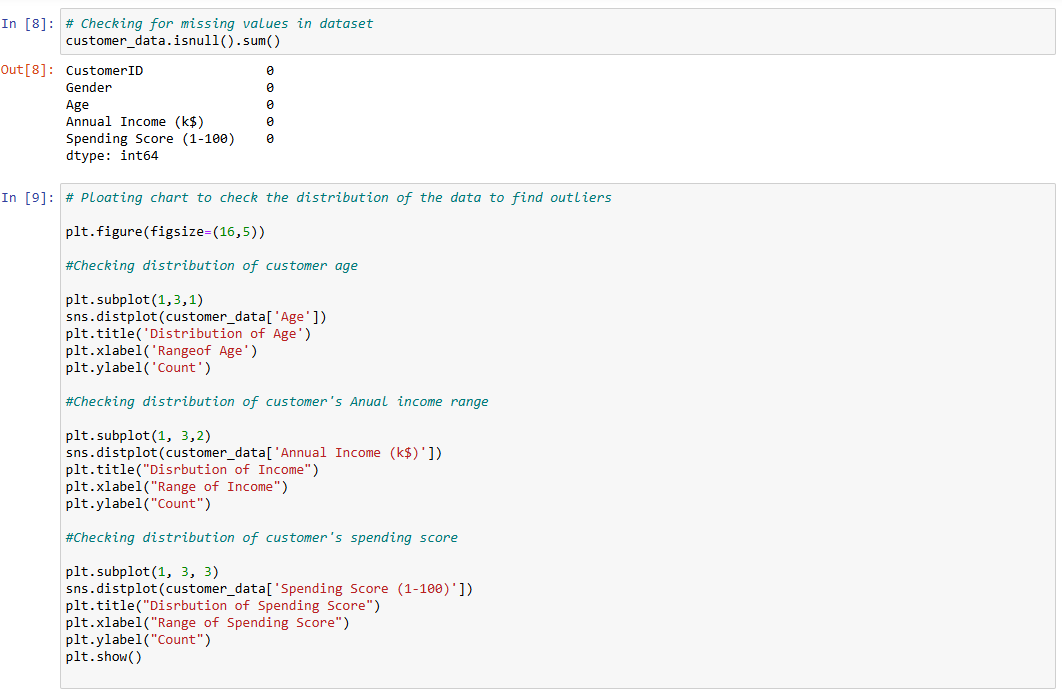 In [8]: # Checking for missing values in dataset
customer_data.isnull().sum()
Out[8]: CustomerID 0
Gender 0
Age 0
Annual Income (k$) 0
Spending Score (1-100) 0
dtype: int64
In [9]: # Ploating chart to check the distribution of the data to find outliers
plt.figure(figsize=(16,5))
#Checking distribution of customer age
plt.subplot(1,3,1)
sns.distplot(customer_data['Age'])
plt.title('Distribution of Age')
plt.xlabel('Rangeof Age')
plt.ylabel('Count')
#Checking distribution of customer's Anual income range
plt.subplot(1, 3,2)
sns.distplot(customer_data['Annual Income (k$)'])
plt.title("Disrbution of Income")
plt.xlabel("Range of Income")
plt.ylabel("Count")
#Checking distribution of customer's spending score
plt.subplot(1, 3, 3)
sns.distplot(customer_data['Spending Score (1-100)'])
plt.title("Disrbution of Spending Score")
plt.xlabel("Range of Spending Score")
plt.ylabel("Count")
plt.show()